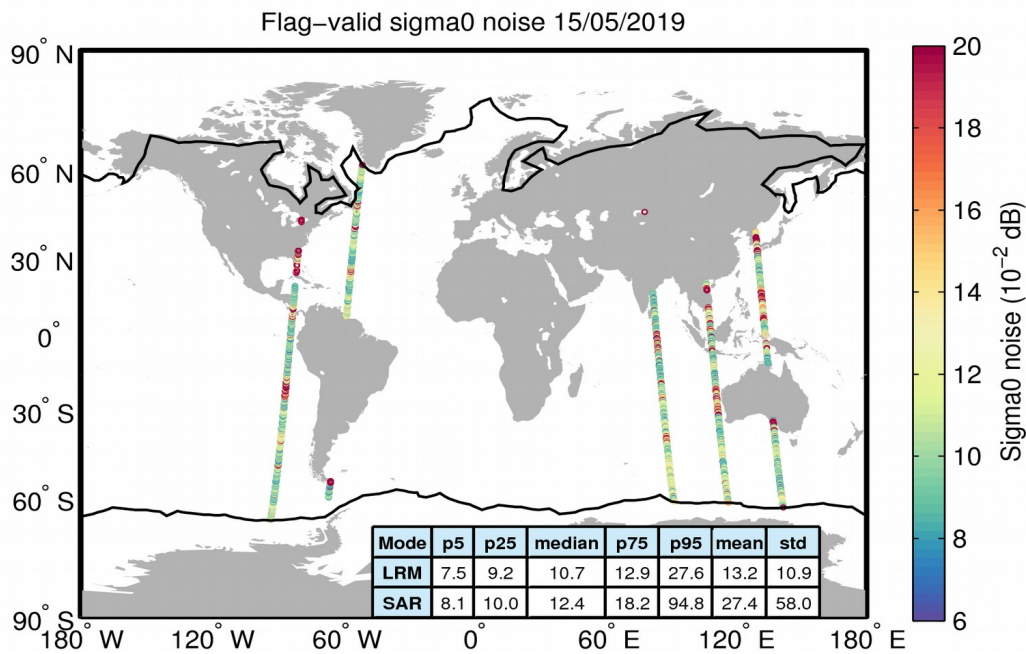 Flag−valid sigma0 noise 15/05/2019
90° N
60° N
30° N
0°
30° S
60° S
90° S
180° W
120° W
60° W
0°
60° E
120° E
180° E
Mode p5 p25 median p75 p95 mean std
LRM 7.5 9.2 10.7 12.9 27.6 13.2 10.9
SAR 8.1 10.0 12.4 18.2 94.8 27.4 58.0
20
18
16
14
12
10
8
6
Sigma0 noise (10⁻² dB)